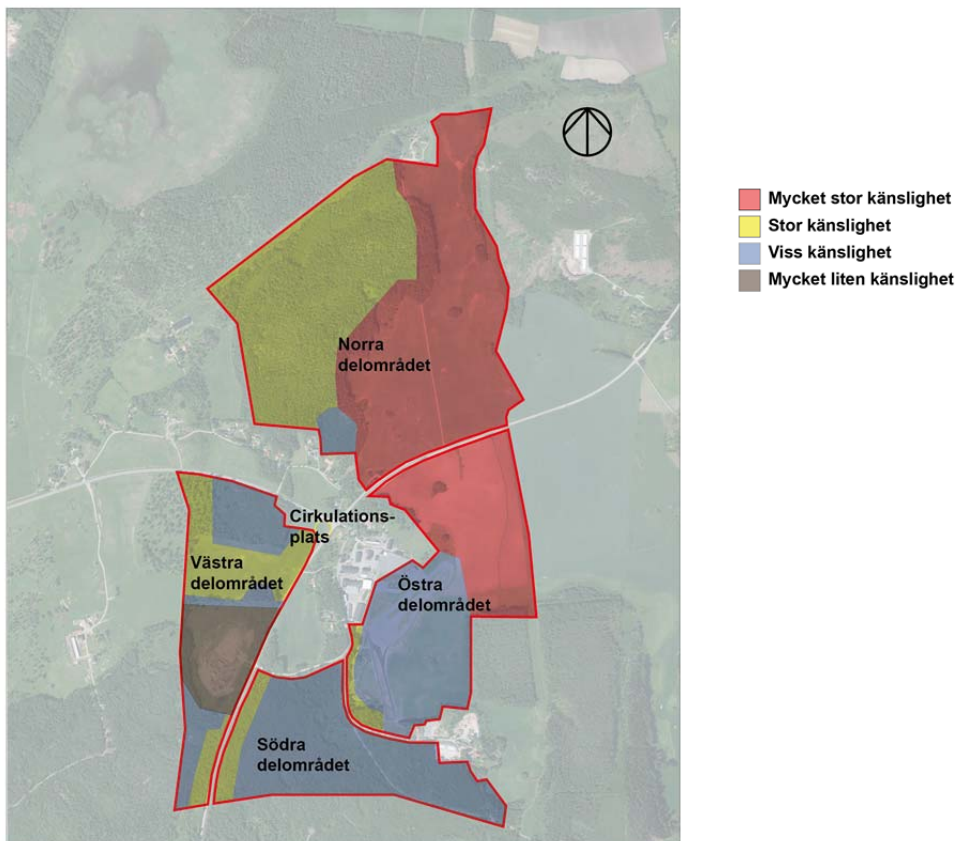 Mycket stor känslighet
Stor känslighet
Viss känslighet
Mycket liten känslighet
Norra
delområdet
Cirkulations-
plats
Västra
delområdet
Östra
delområdet
Södra
delområdet